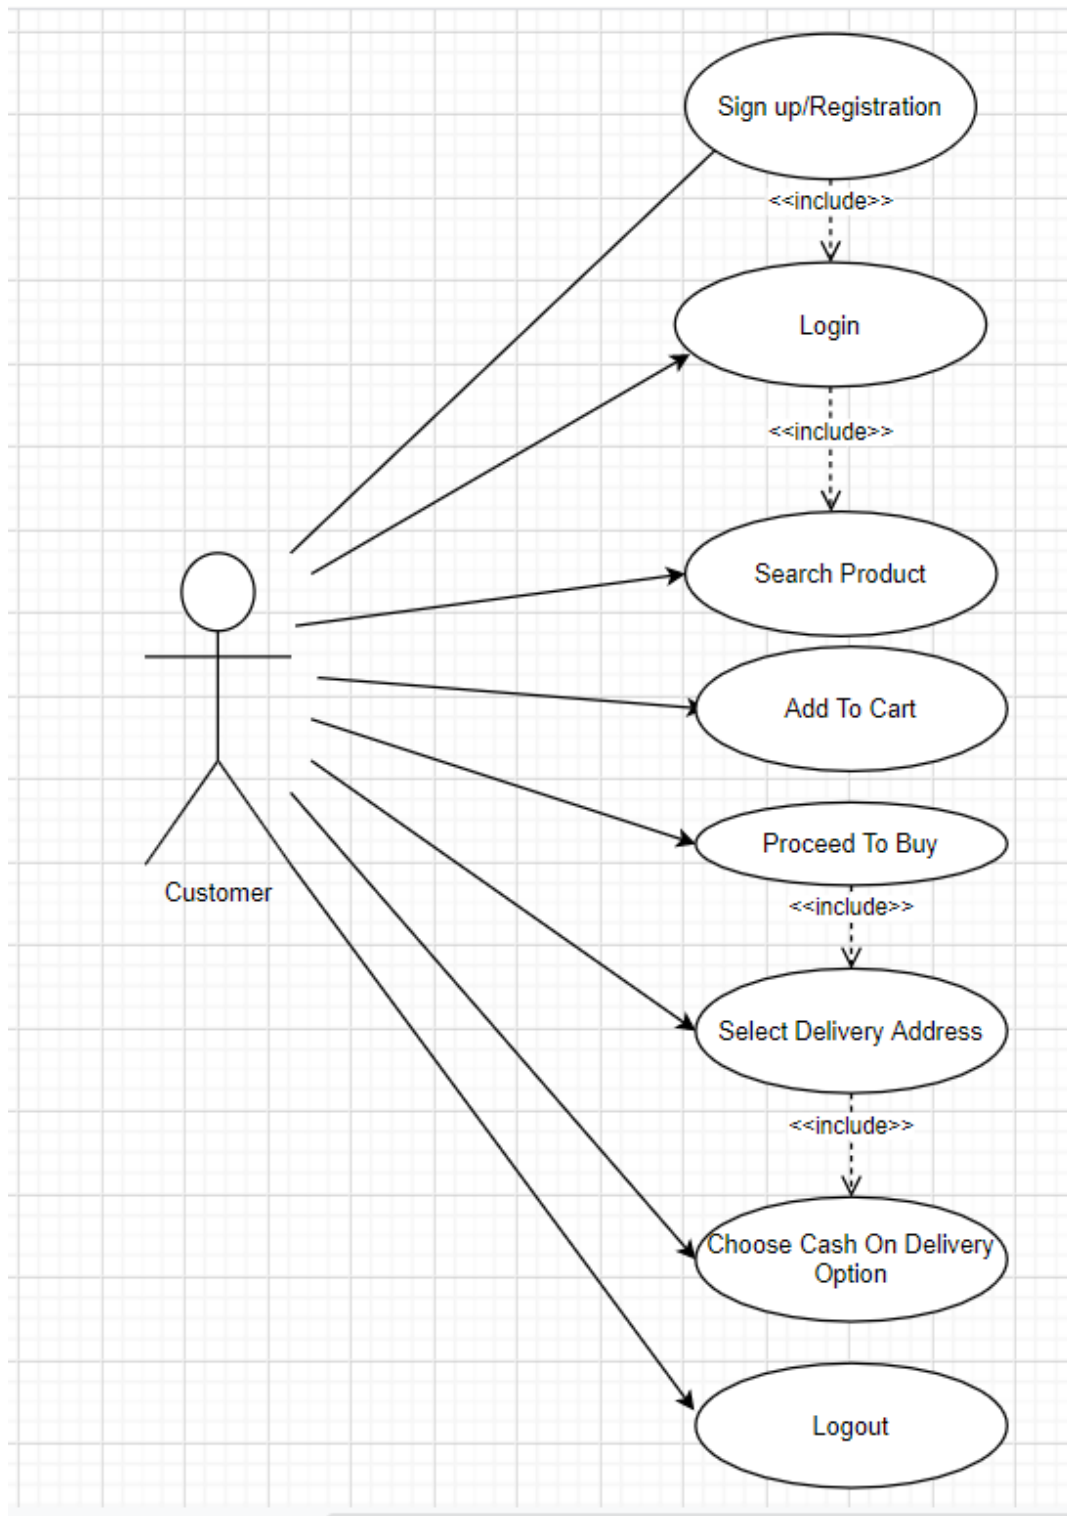 Sign up/Registration
<<include>>
Login
<<include>>
Search Product
Add To Cart
Proceed To Buy
Customer
<<include>>
Select Delivery Address
<<include>>
Choose Cash On Delivery
Option
Logout